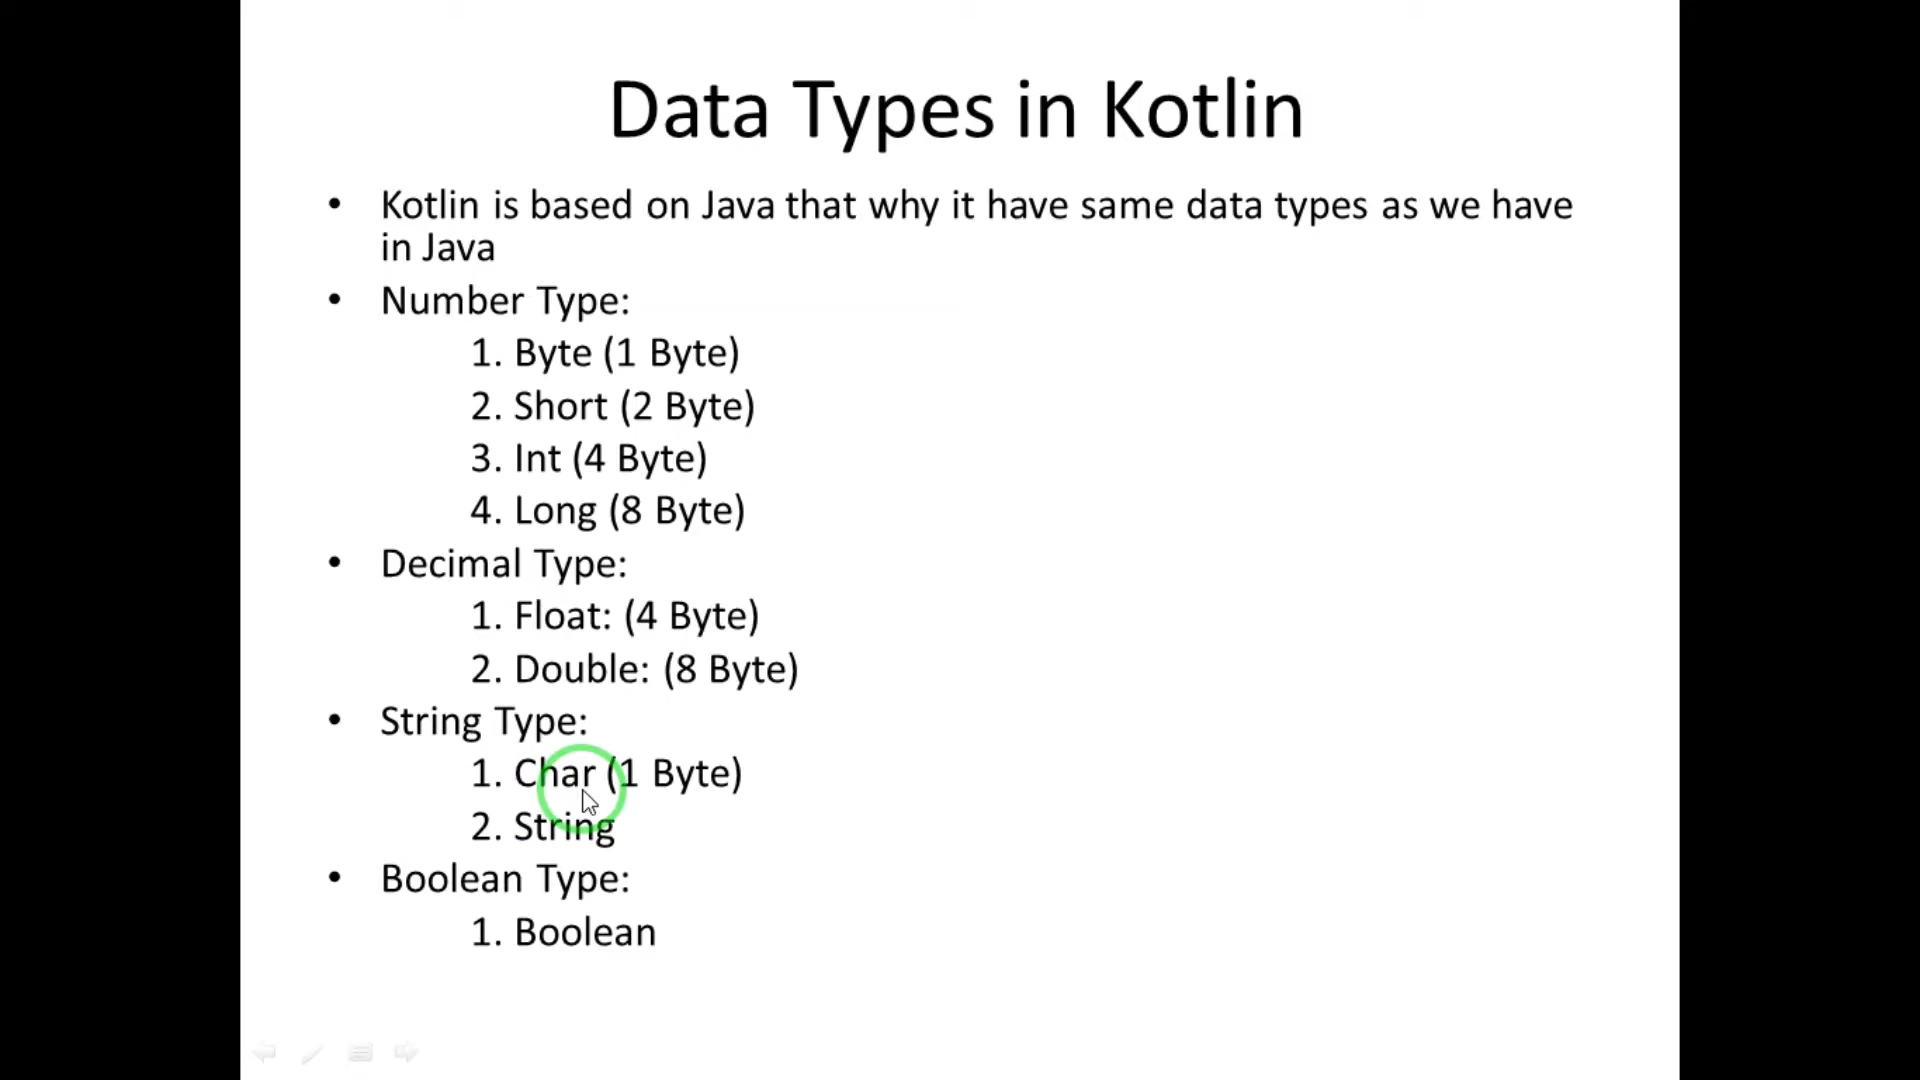 Data Types in Kotlin
• Kotlin is based on Java that why it have same data types as we have
in Java
• Number Type:
1. Byte (1 Byte)
2. Short (2 Byte)
3. Int (4 Byte)
4. Long (8 Byte)
• Decimal Type:
1. Float: (4 Byte)
2. Double: (8 Byte)
• String Type:
1. Char (1 Byte)
2. String
• Boolean Type:
1. Boolean